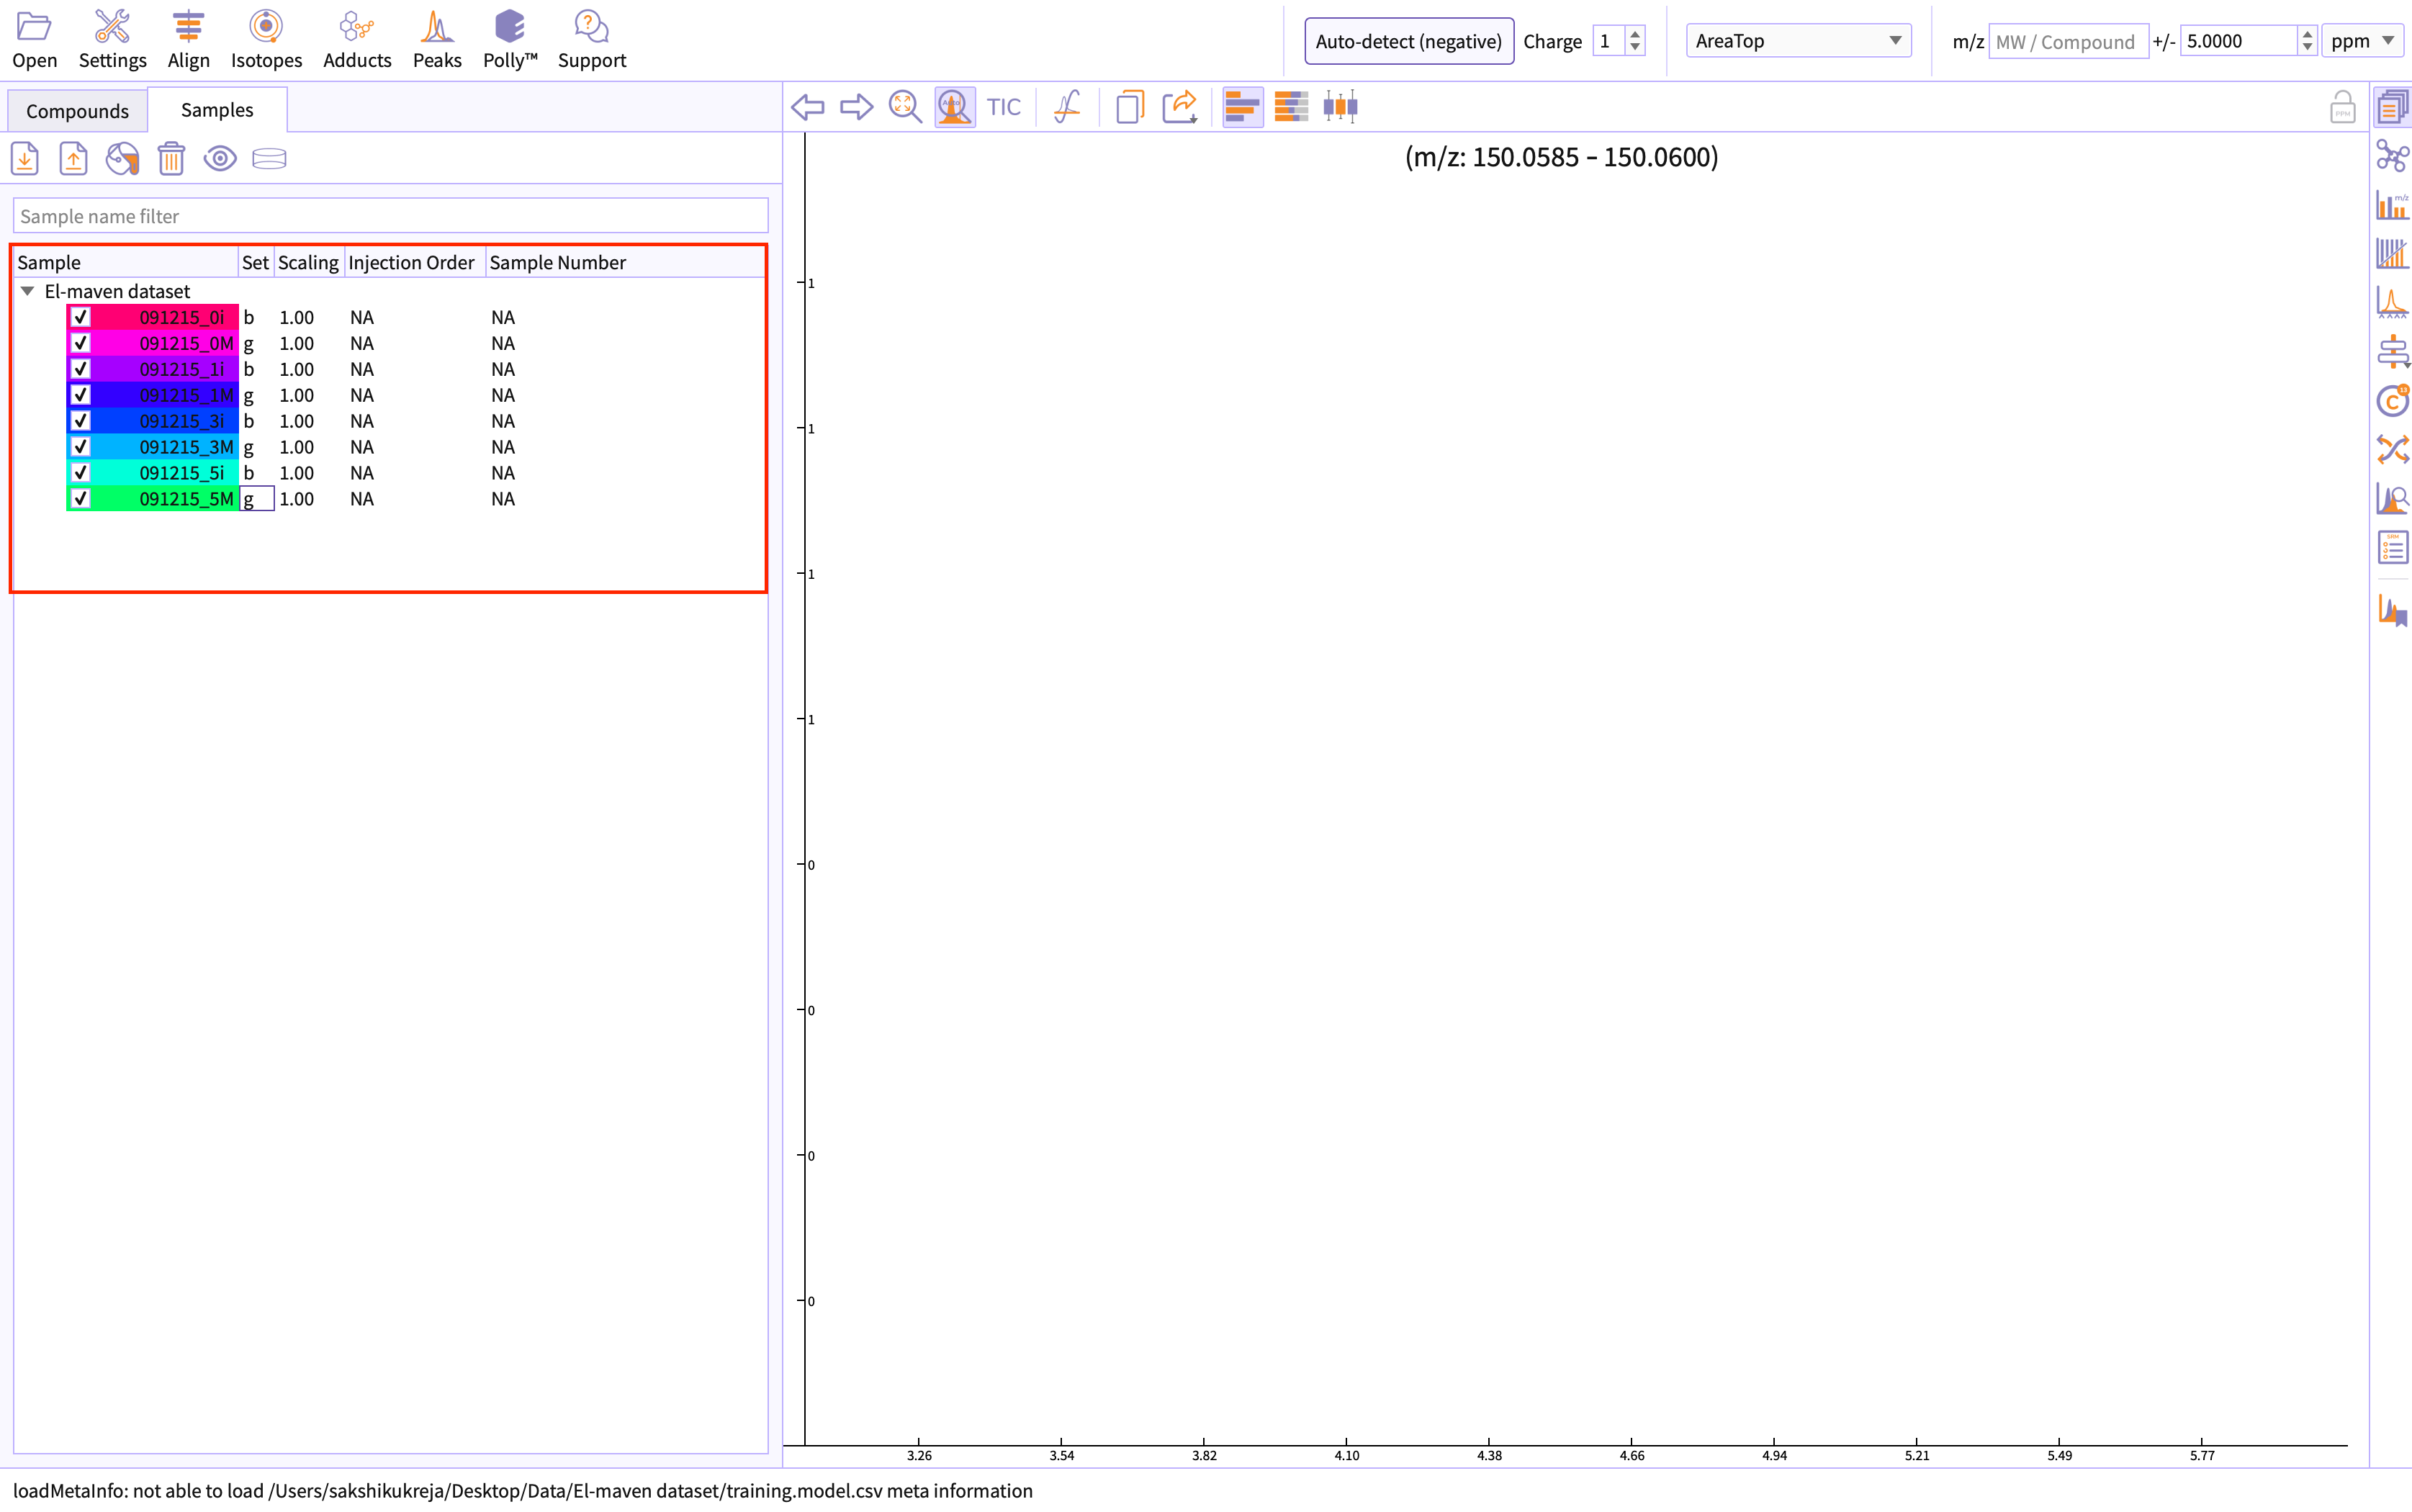 Open Settings Align Isotopes Adducts Peaks Polly™ Support
Auto-detect (negative) Charge 1 AreaTop m/z MW / Compound +/- 5.0000 ppm
Compounds Samples
Auto TIC PPM
Sample name filter
(m/z: 150.0585 – 150.0600)
m/z
Sample Set Scaling Injection Order Sample Number
El-maven dataset
091215_0i b 1.00 NA NA
091215_0M g 1.00 NA NA
091215_1i b 1.00 NA NA
091215_1M g 1.00 NA NA
091215_3i b 1.00 NA NA
091215_3M g 1.00 NA NA
091215_5i b 1.00 NA NA
091215_5M g 1.00 NA NA
1
1
1
1
0
0
0
0
3.26 3.54 3.82 4.10 4.38 4.66 4.94 5.21 5.49 5.77
C 13
SRM
loadMetaInfo: not able to load /Users/sakshikukreja/Desktop/Data/El-maven dataset/training.model.csv meta information